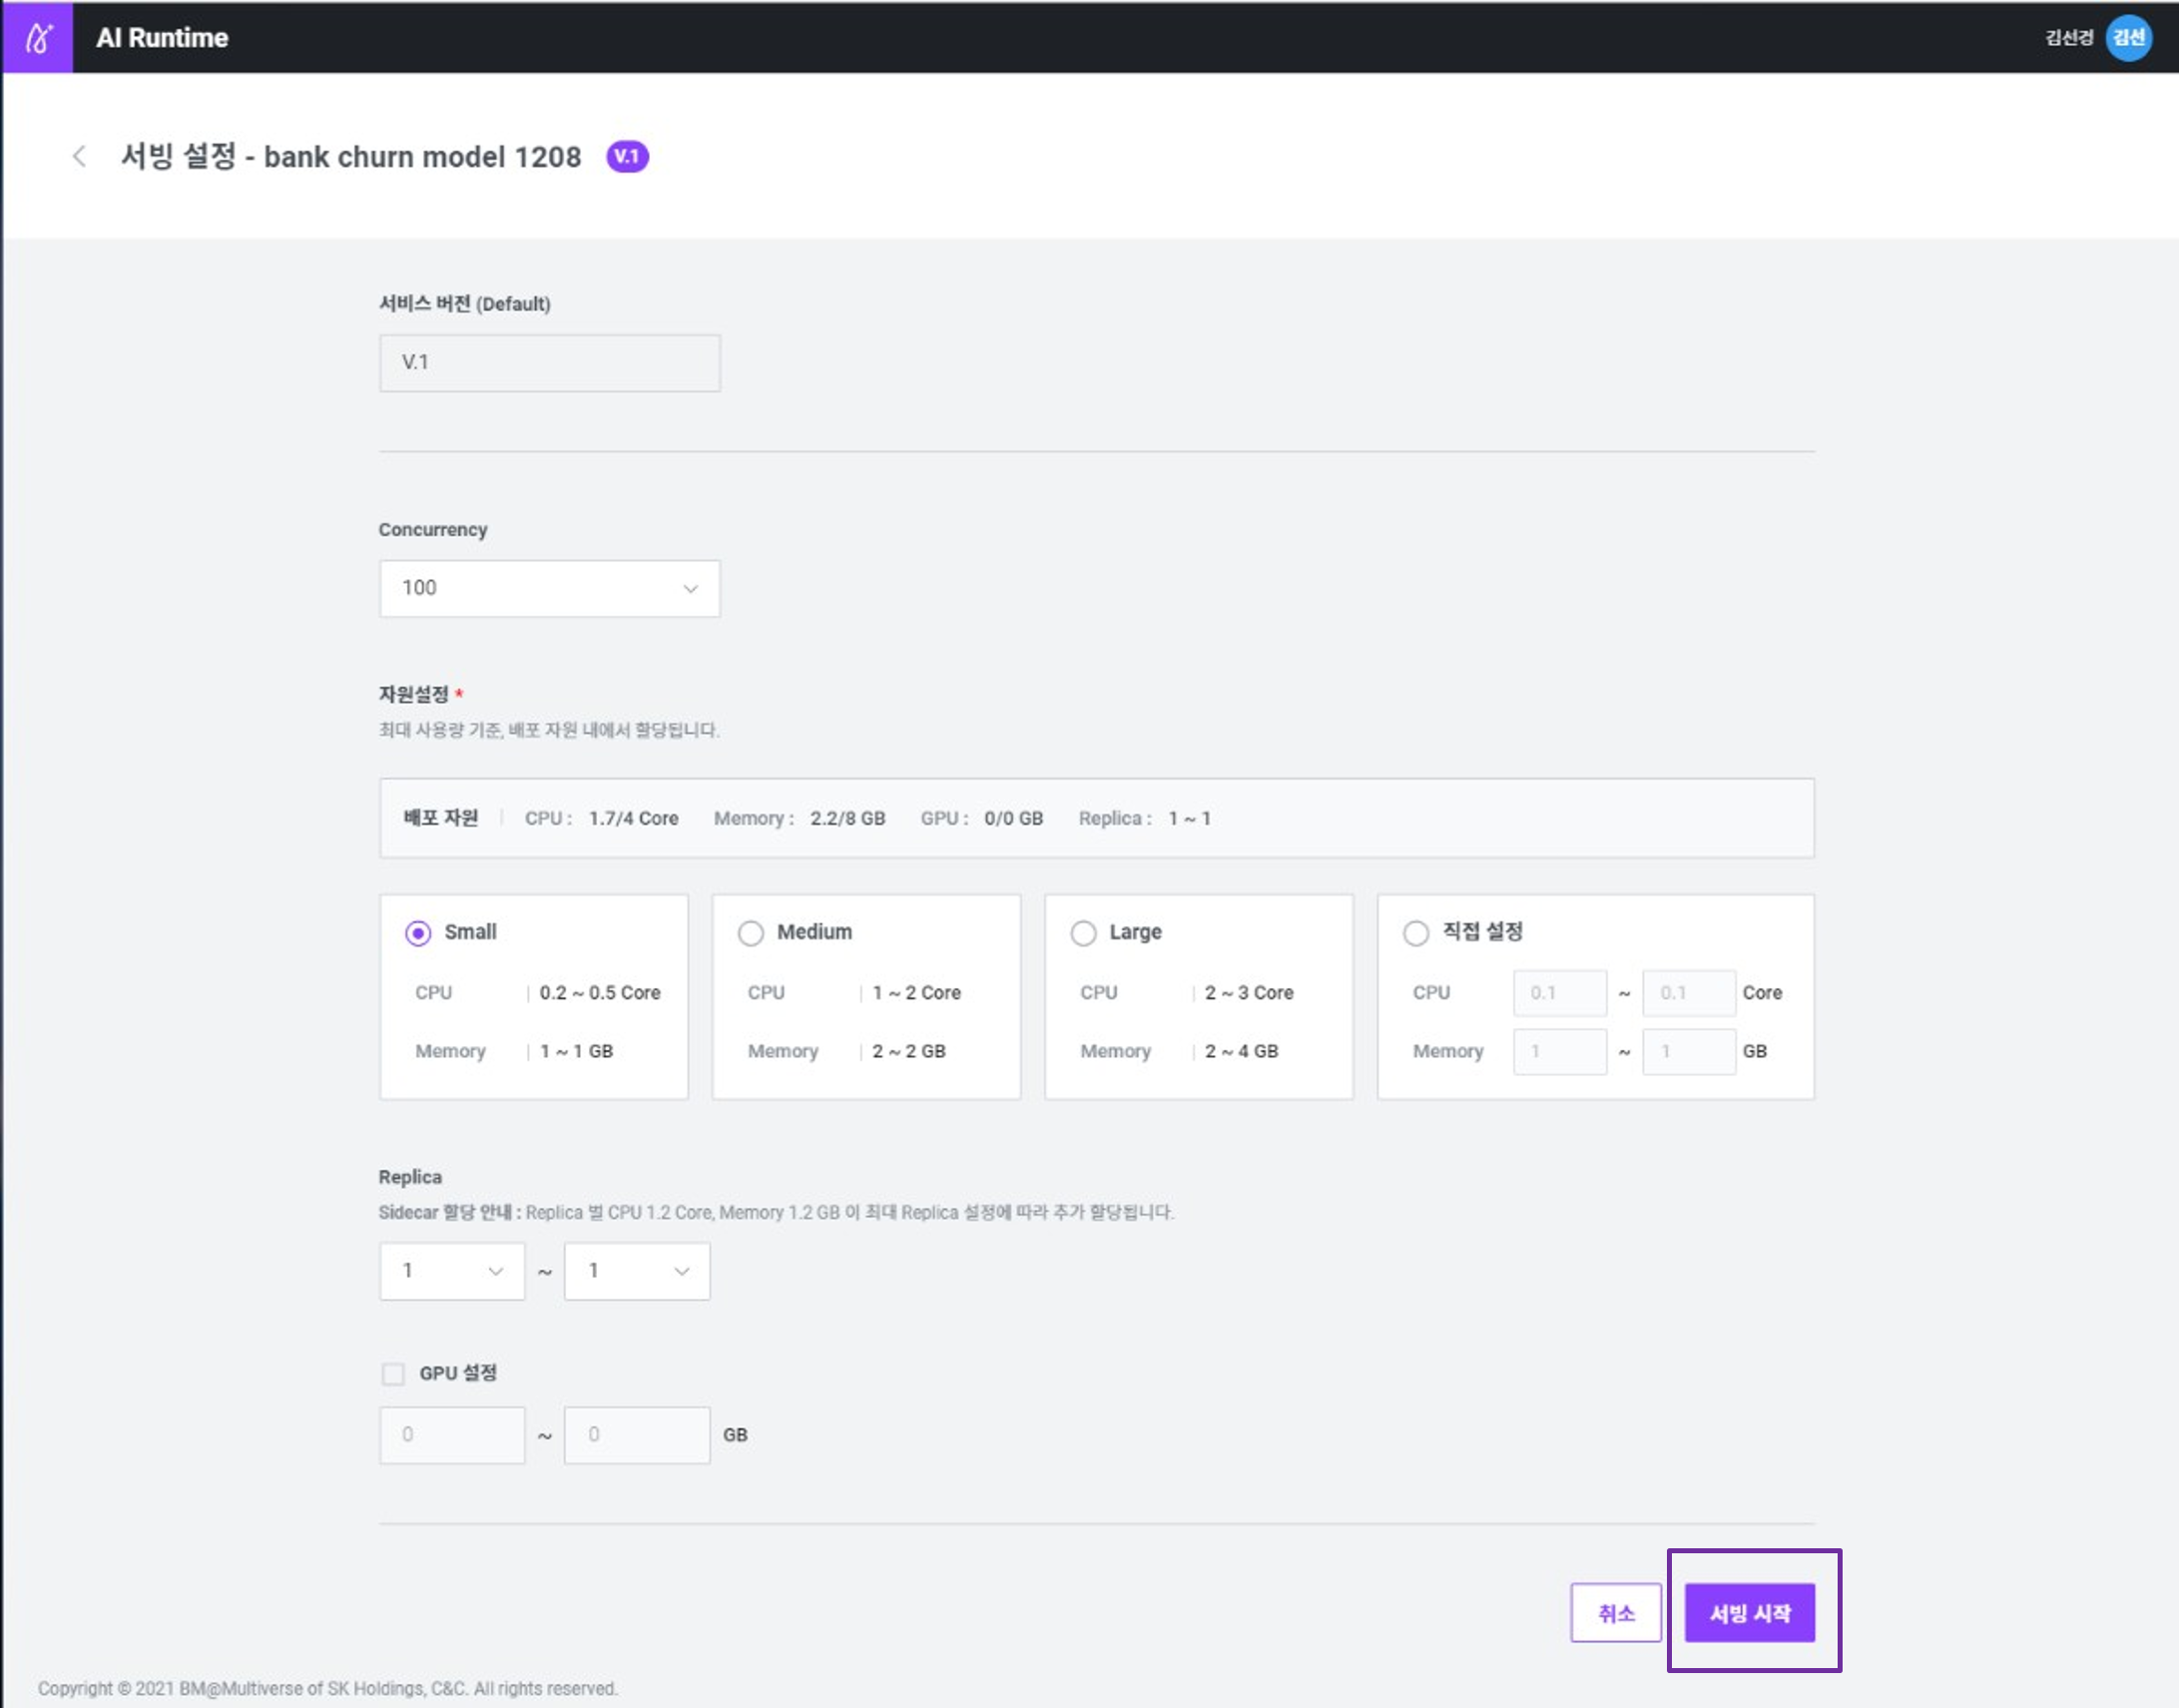 AI Runtime
김선경 김선
서빙 설정 - bank churn model 1208 V.1
서비스 버전 (Default)
V.1
Concurrency
100
자원설정 *
최대 사용량 기준, 배포 자원 내에서 할당됩니다.
배포 자원 | CPU : 1.7/4 Core Memory : 2.2/8 GB GPU : 0/0 GB Replica : 1 ~ 1
Small
CPU | 0.2 ~ 0.5 Core
Memory | 1 ~ 1 GB
Medium
CPU | 1 ~ 2 Core
Memory | 2 ~ 2 GB
Large
CPU | 2 ~ 3 Core
Memory | 2 ~ 4 GB
직접 설정
CPU 0.1 ~ 0.1 Core
Memory 1 ~ 1 GB
Replica
Sidecar 할당 안내 : Replica 별 CPU 1.2 Core, Memory 1.2 GB 이 최대 Replica 설정에 따라 추가 할당됩니다.
1 ~ 1
GPU 설정
0 ~ 0 GB
취소 서빙 시작
Copyright © 2021 BM@Multiverse of SK Holdings, C&C. All rights reserved.